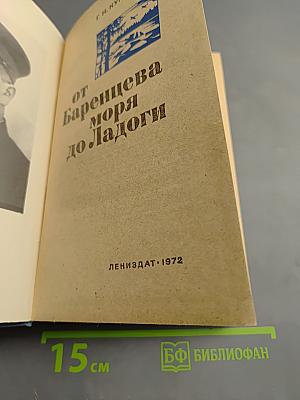 от
Баренцева
моря
до Ладоги
ЛЕНИЗДАТ • 1972
15 см
БФ БИБЛИОФАН